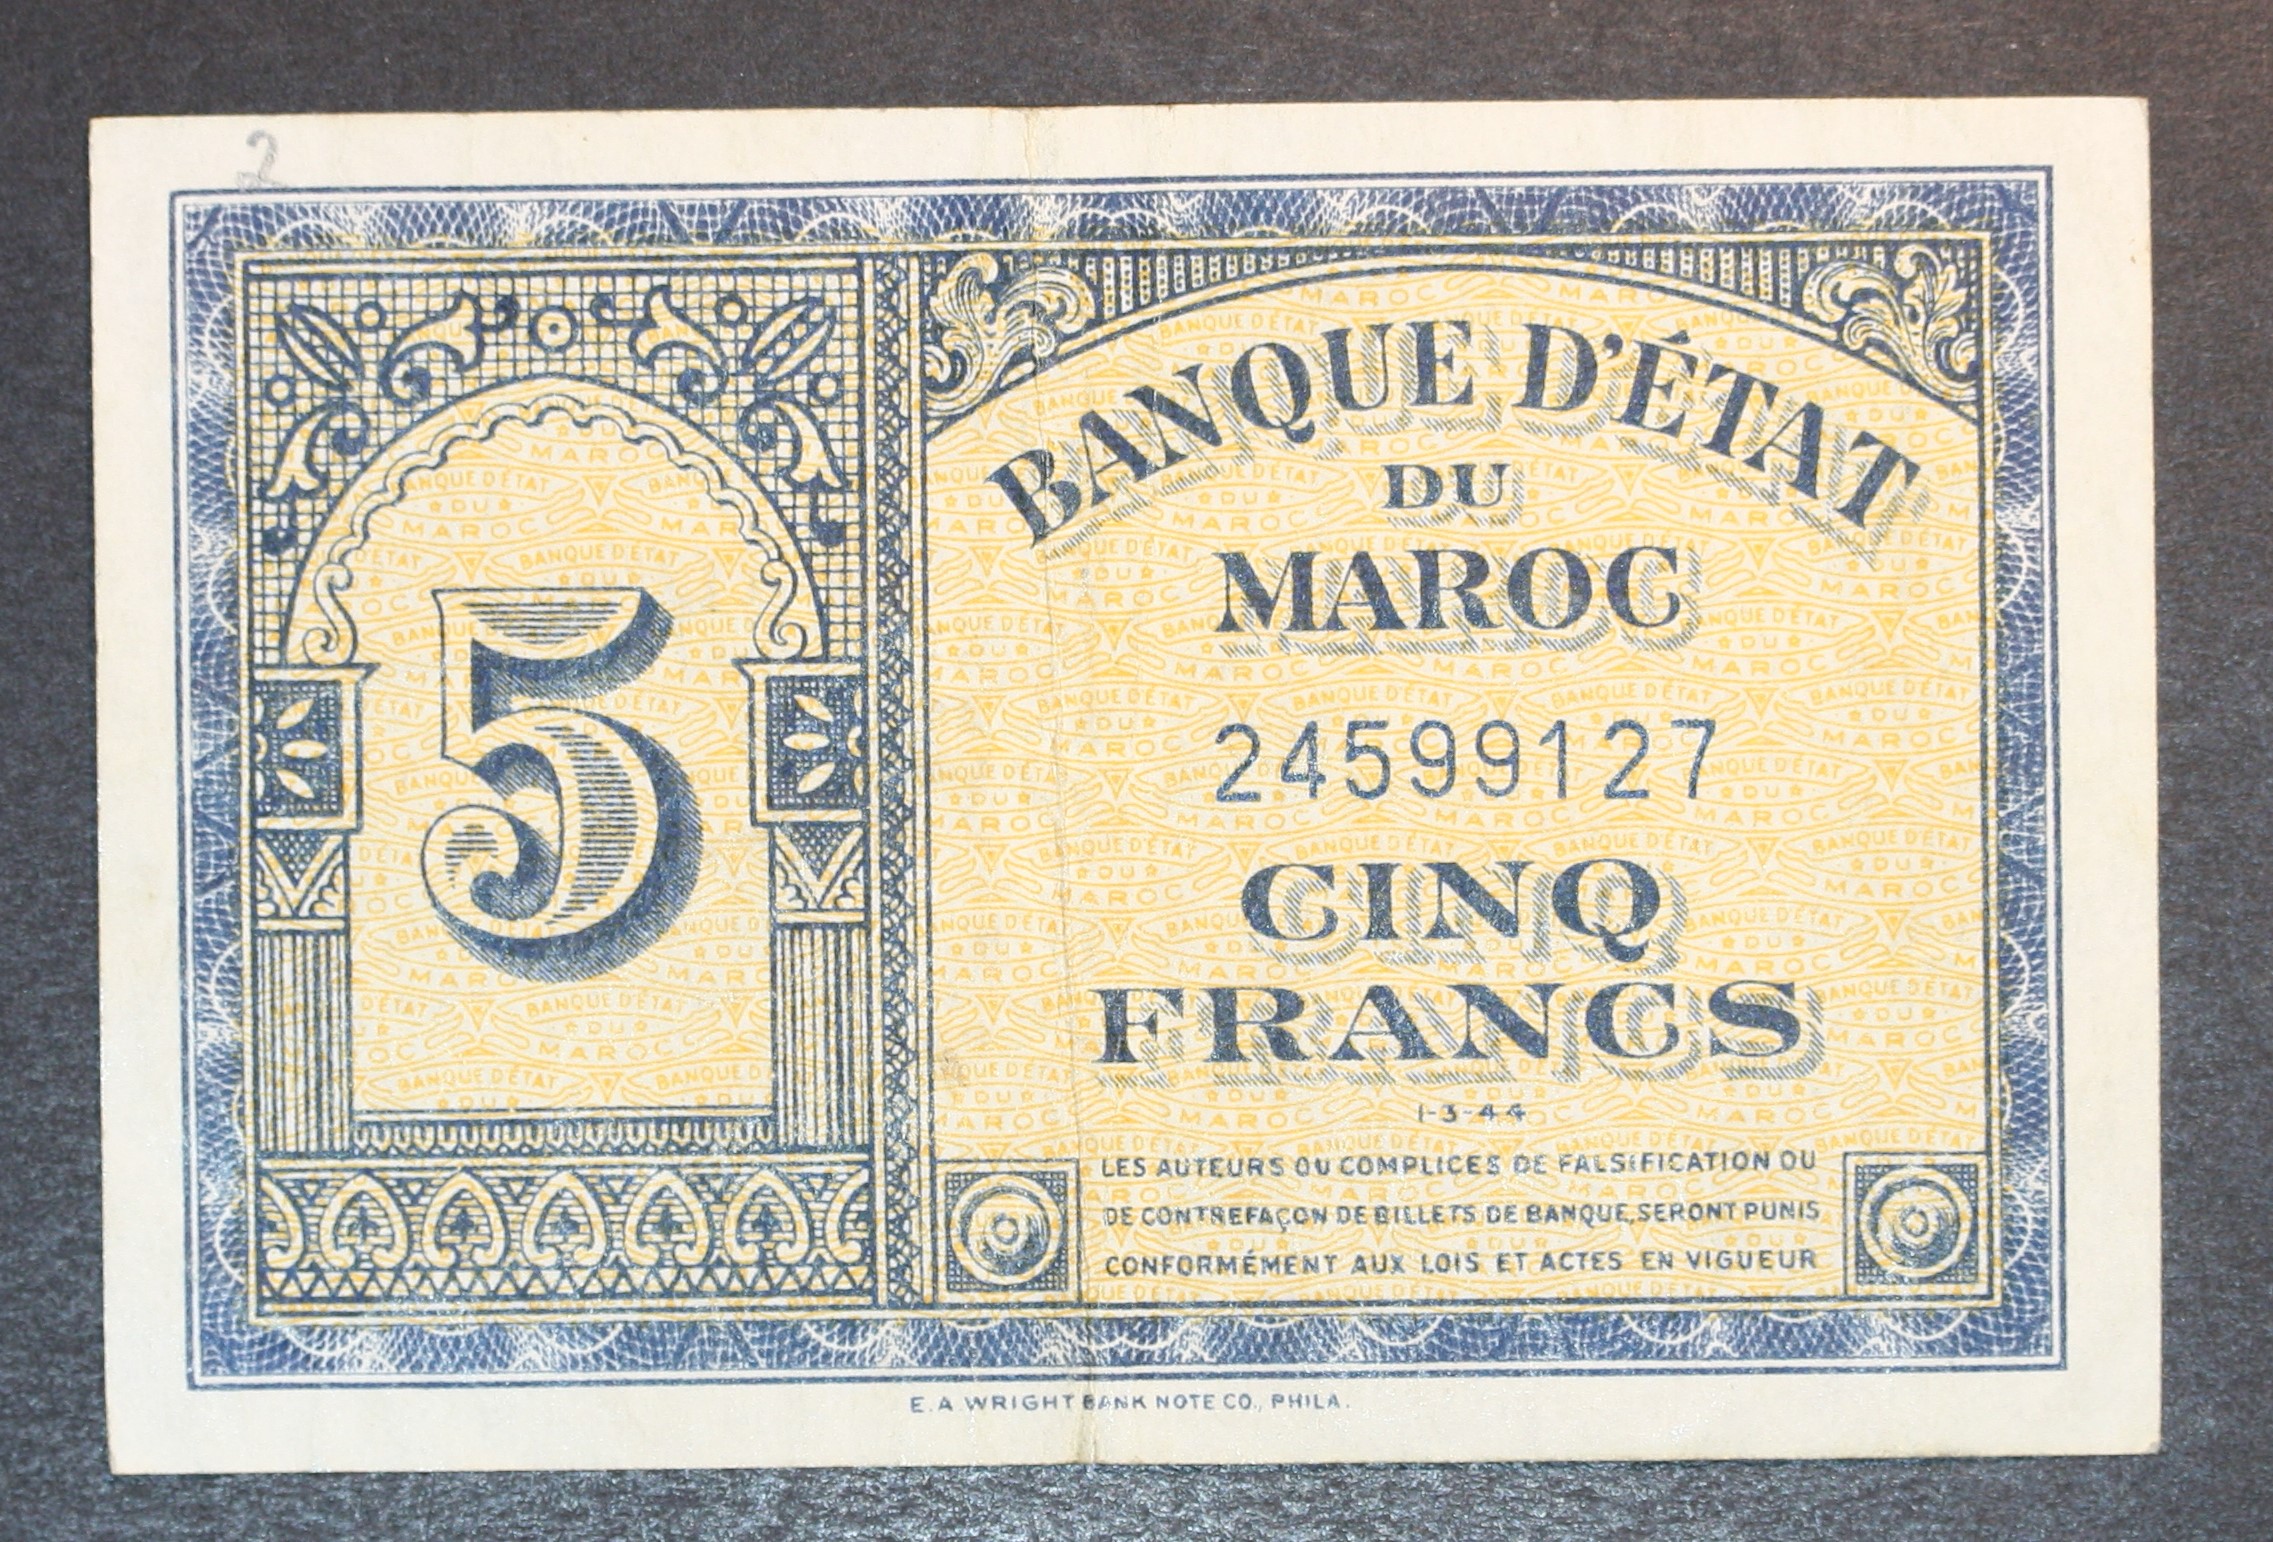 2
5
BANQUE D'ÉTAT
DU
MAROC
24599127
CINQ
FRANCS
1-3-44
LES AUTEURS OU COMPLICES DE FALSIFICATION OU
DE CONTREFAÇON DE BILLETS DE BANQUE, SERONT PUNIS
CONFORMÉMENT AUX LOIS ET ACTES EN VIGUEUR
E. A. WRIGHT BANK NOTE CO., PHILA.